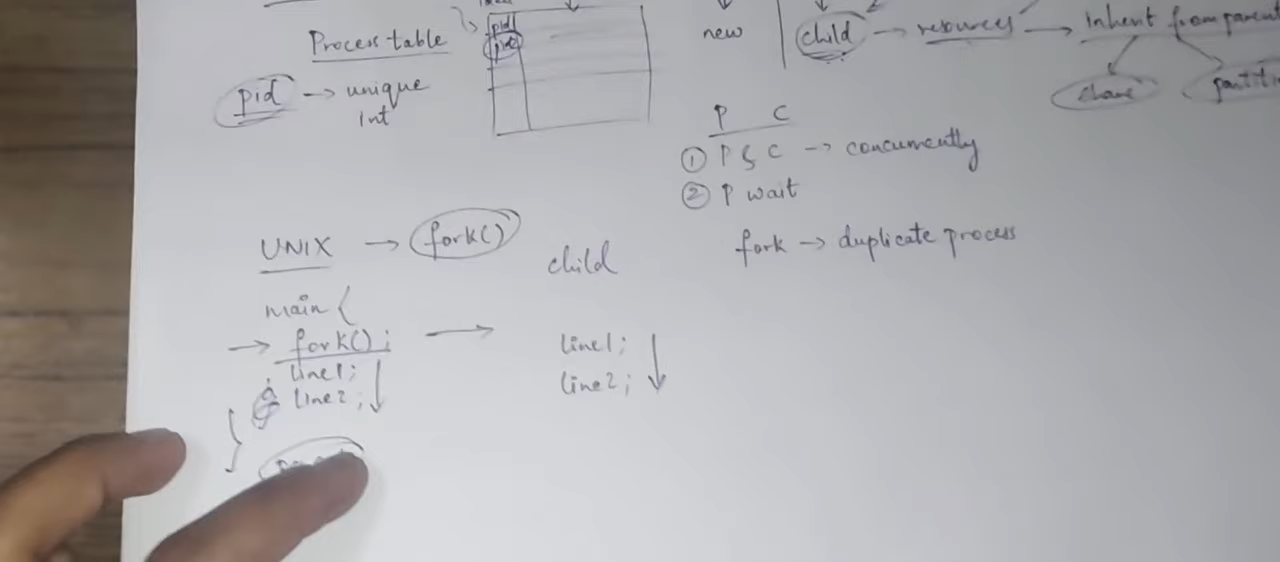 Process table
pid
pid
new
child → resources → inherit from parent
share
pid → unique
int
P C
① P & C → concurrently
② P wait
UNIX → fork()
child
fork → duplicate process
main {
→ fork(); →
line1;
line2;
}
line1;
line2;